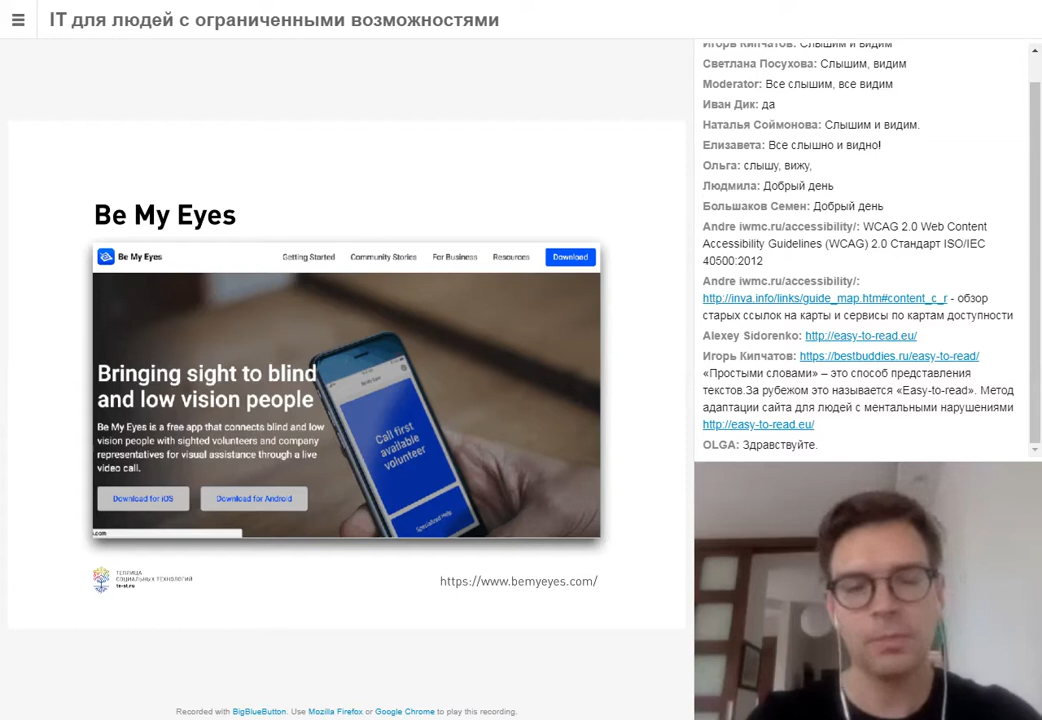 IT для людей с ограниченными возможностями
Be My Eyes
Be My Eyes
Getting Started
Community Stories
For Business
Resources
Download
Bringing sight to blind
and low vision people
Be My Eyes is a free app that connects blind and low
vision people with sighted volunteers and company
representatives for visual assistance through a live
video call.
Download for iOS
Download for Android
Call first
available
volunteer
Specialized Help
.com
ТЕПЛИЦА
СОЦИАЛЬНЫХ ТЕХНОЛОГИЙ
te-st.ru
https://www.bemyeyes.com/
Игорь Кипчатов: Слышим и видим
Светлана Посухова: Слышим, видим
Moderator: Все слышим, все видим
Иван Дик: да
Наталья Соймонова: Слышим и видим.
Елизавета: Все слышно и видно!
Ольга: слышу, вижу,
Людмила: Добрый день
Большаков Семен: Добрый день
Andre iwmc.ru/accessibility/: WCAG 2.0 Web Content
Accessibility Guidelines (WCAG) 2.0 Стандарт ISO/IEC
40500:2012
Andre iwmc.ru/accessibility/:
http://inva.info/links/guide_map.htm#content_c_r - обзор
старых ссылок на карты и сервисы по картам доступности
Alexey Sidorenko: http://easy-to-read.eu/
Игорь Кипчатов: https://bestbuddies.ru/easy-to-read/
«Простыми словами» – это способ представления
текстов.За рубежом это называется «Easy-to-read». Метод
адаптации сайта для людей с ментальными нарушениями
http://easy-to-read.eu/
OLGA: Здравствуйте.
Recorded with BigBlueButton. Use Mozilla Firefox or Google Chrome to play this recording.